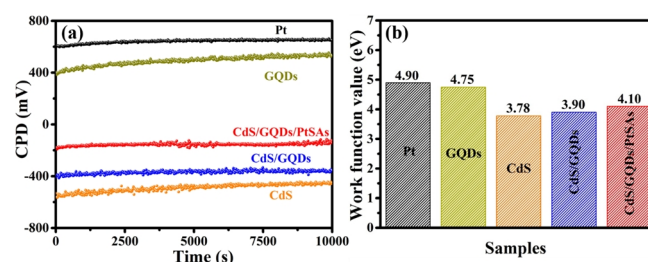 (a)
800
400
0
-400
-800
CPD (mV)
Pt
GQDs
CdS/GQDs/PtSAs
CdS/GQDs
CdS
0 2500 5000 7500 10000
Time (s)
(b)
7
6
5
4
3
2
1
0
Work function value (eV)
4.90 4.75 3.78 3.90 4.10
Pt
GQDs
CdS
CdS/GQDs
CdS/GQDs/PtSAs
Samples